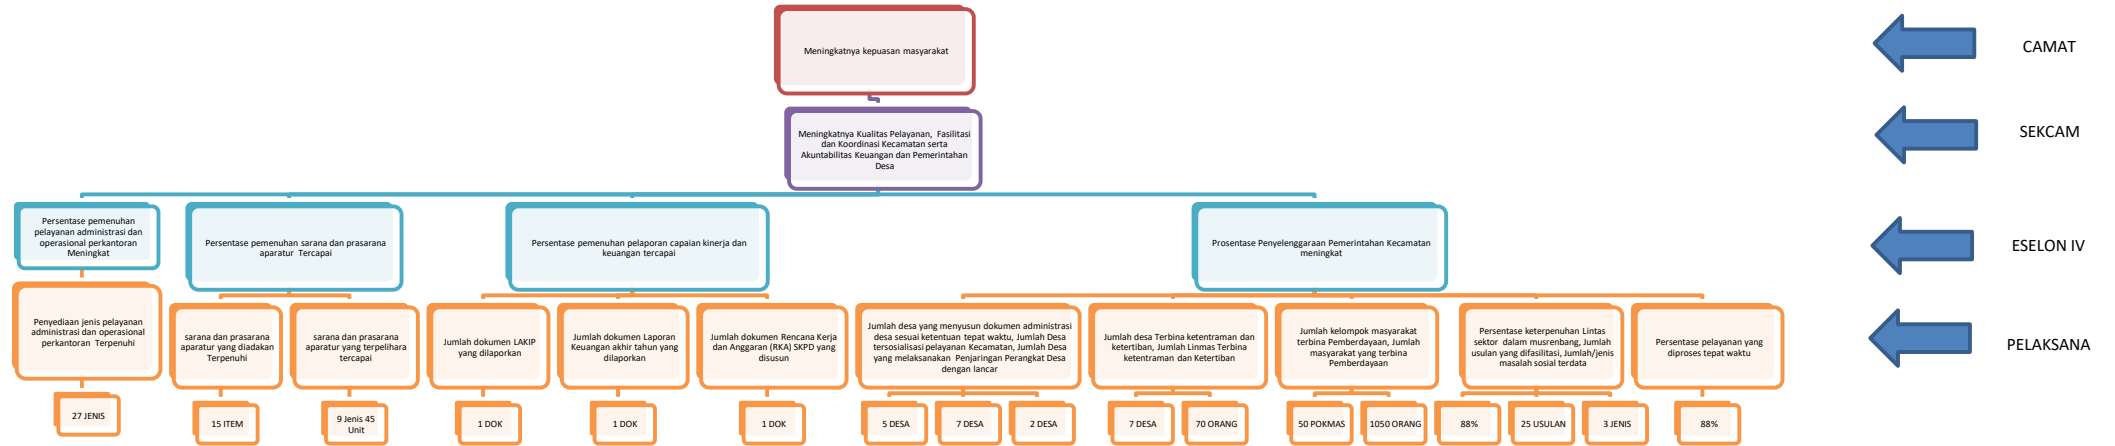 Meningkatnya kepuasan masyarakat
CAMAT
Meningkatnya Kualitas Pelayanan, Fasilitasi
dan Koordinasi Kecamatan serta
Akuntabilitas Keuangan dan Pemerintahan
Desa
SEKCAM
Persentase pemenuhan
pelayanan administrasi dan
operasional perkantoran
Meningkat
Persentase pemenuhan sarana dan prasarana
aparatur Tercapai
Persentase pemenuhan pelaporan capaian kinerja dan
keuangan tercapai
Prosentase Penyelenggaraan Pemerintahan Kecamatan
meningkat
ESELON IV
Penyediaan jenis pelayanan
administrasi dan operasional
perkantoran Terpenuhi
sarana dan prasarana
aparatur yang diadakan
Terpenuhi
sarana dan prasarana
aparatur yang terpelihara
tercapai
Jumlah dokumen LAKIP
yang dilaporkan
Jumlah dokumen Laporan
Keuangan akhir tahun yang
dilaporkan
Jumlah dokumen Rencana Kerja
dan Anggaran (RKA) SKPD yang
disusun
Jumlah desa yang menyusun dokumen administrasi
desa sesuai ketentuan tepat waktu, Jumlah Desa
tersosialisasi pelayanan Kecamatan, Jumlah Desa
yang melaksanakan Penjaringan Perangkat Desa
dengan lancar
Jumlah desa Terbina ketentraman dan
ketertiban, Jumlah Linmas Terbina
ketentraman dan Ketertiban
Jumlah kelompok masyarakat
terbina Pemberdayaan, Jumlah
masyarakat yang terbina
Pemberdayaan
Persentase keterpenuhan Lintas
sektor dalam musrenbang, Jumlah
usulan yang difasilitasi, Jumlah/jenis
masalah sosial terdata
Persentase pelayanan yang
diproses tepat waktu
PELAKSANA
27 JENIS
15 ITEM
9 Jenis 45
Unit
1 DOK
1 DOK
1 DOK
5 DESA
7 DESA
2 DESA
7 DESA
70 ORANG
50 POKMAS
1050 ORANG
88%
25 USULAN
3 JENIS
88%